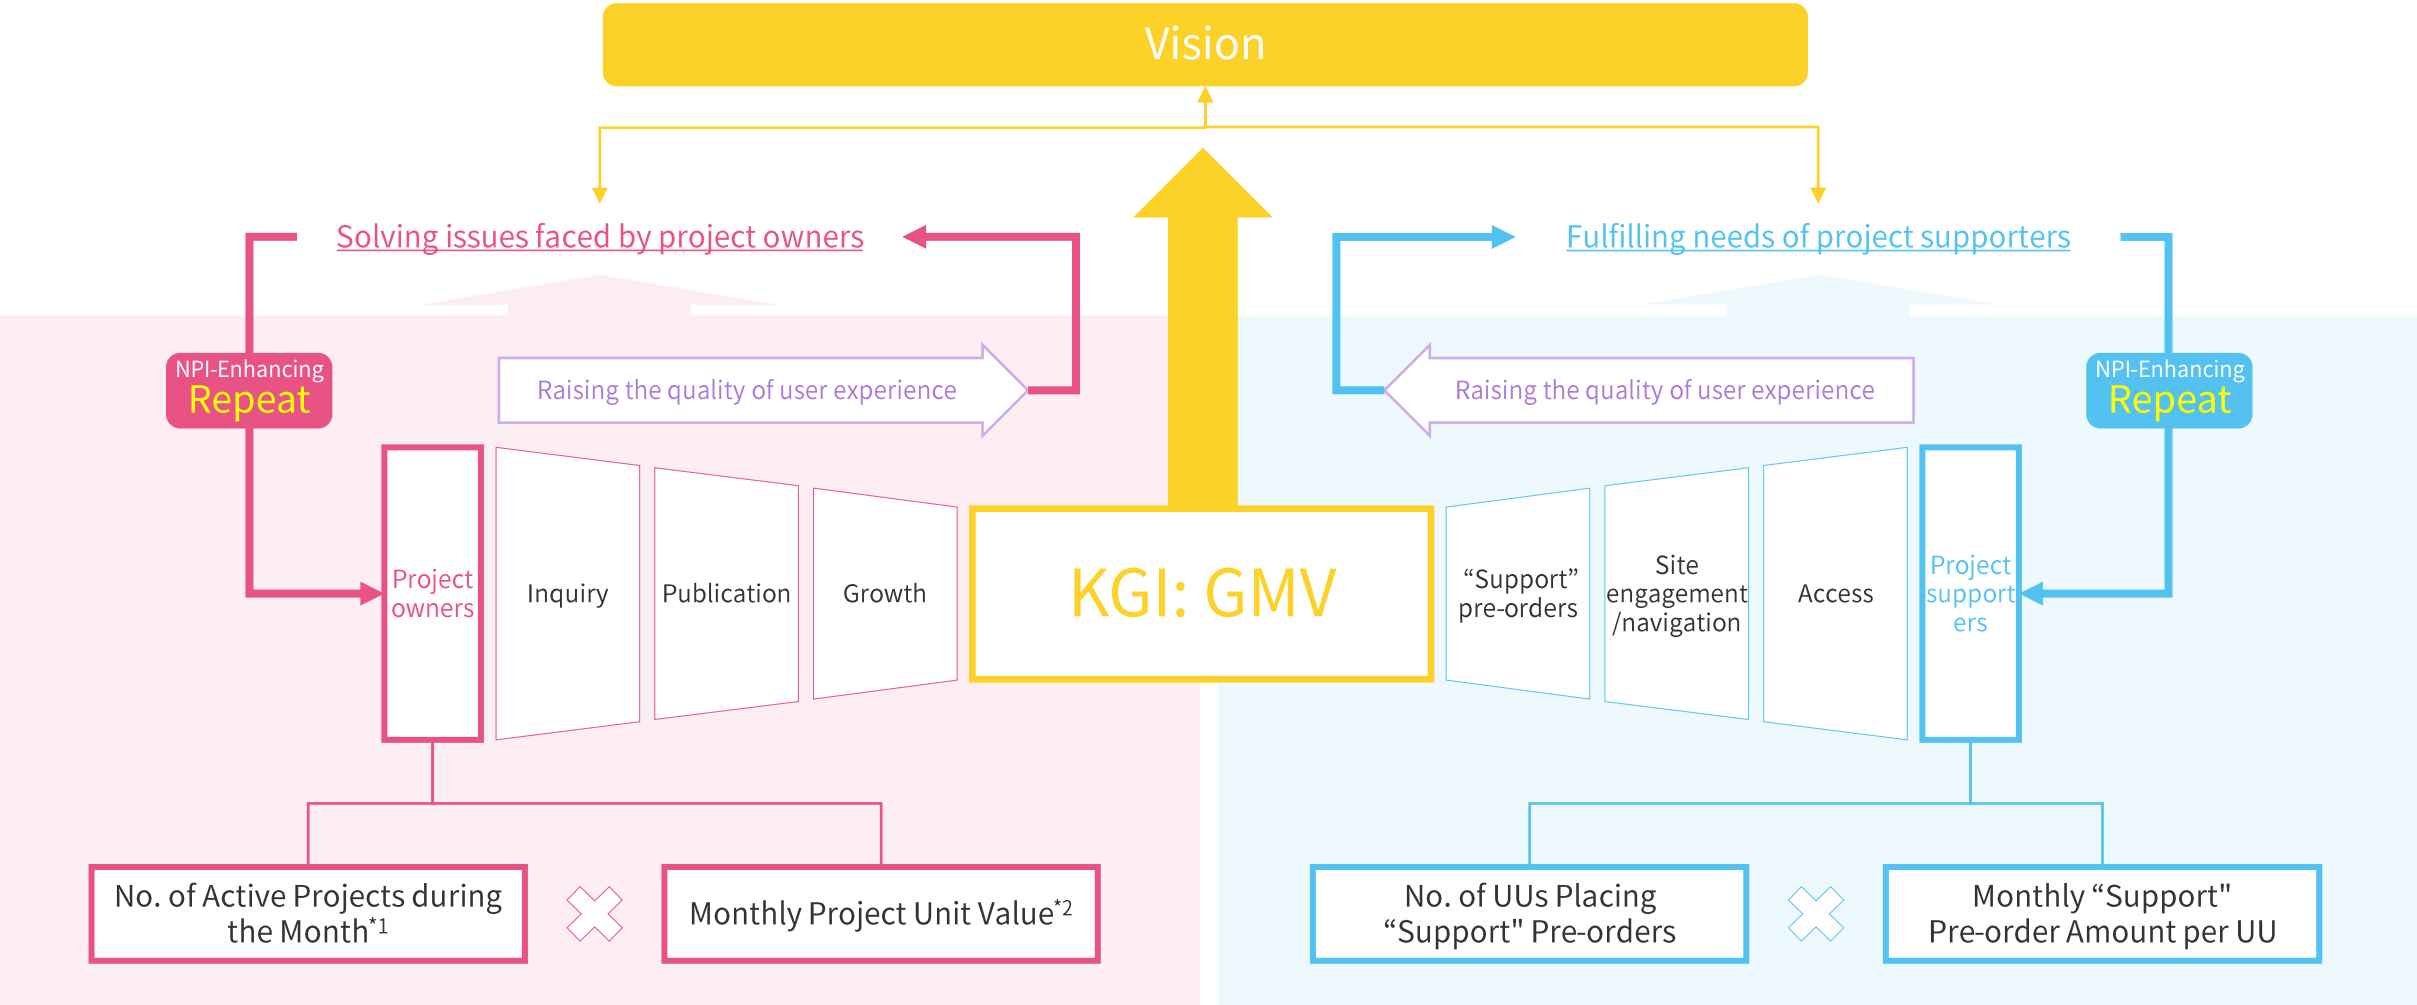 Vision
Solving issues faced by project owners
Fulfilling needs of project supporters
NPI-Enhancing
Repeat
Raising the quality of user experience
Raising the quality of user experience
NPI-Enhancing
Repeat
Project
owners
Inquiry
Publication
Growth
KGI: GMV
“Support”
pre-orders
Site
engagement
/navigation
Access
Project
support
ers
No. of Active Projects during
the Month*1
Monthly Project Unit Value*2
No. of UUs Placing
“Support" Pre-orders
Monthly “Support"
Pre-order Amount per UU